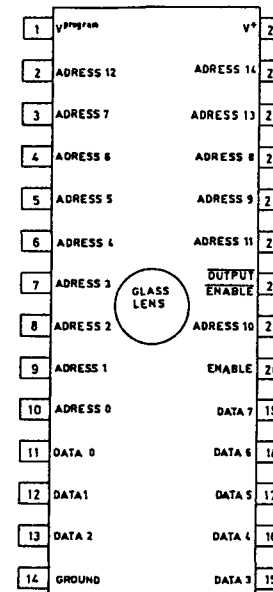 1 Vprogram V+ 2
2 ADRESS 12 ADRESS 14 2
3 ADRESS 7 ADRESS 13 2
4 ADRESS 6 ADRESS 8 2
5 ADRESS 5 ADRESS 9 2
6 ADRESS 4 ADRESS 11 2
7 ADRESS 3 OUTPUT ENABLE 2
GLASS
LENS
8 ADRESS 2 ADRESS 10 2
9 ADRESS 1 ENABLE
10 ADRESS 0 DATA 7
11 DATA 0 DATA 6
12 DATA1 DATA 5 17
13 DATA 2 DATA 4 16
14 GROUND DATA 3 15